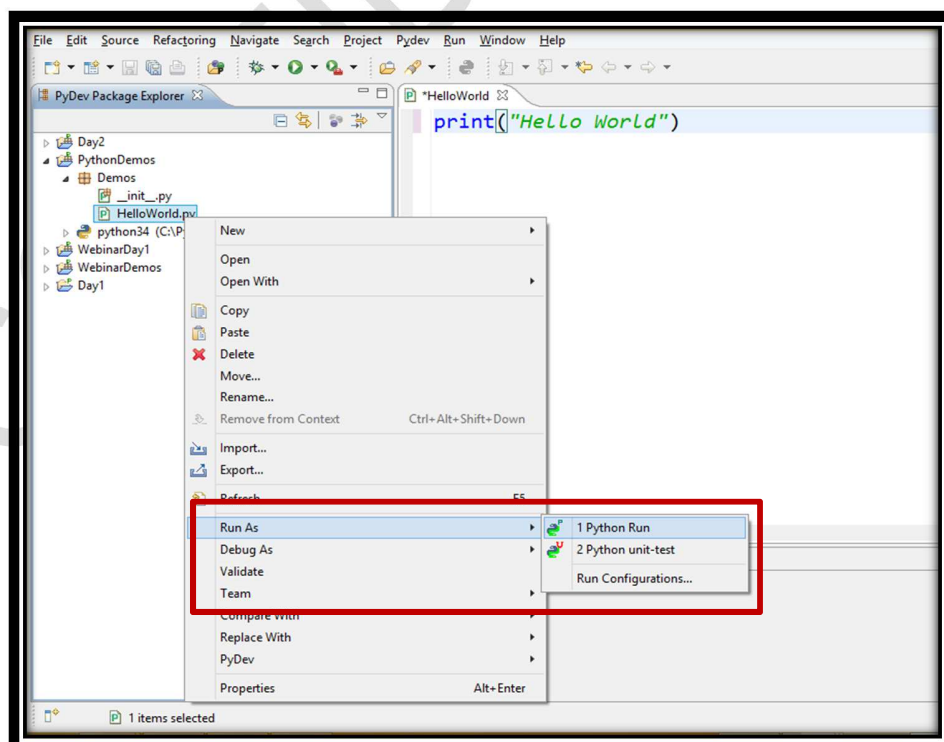 File Edit Source Refactoring Navigate Search Project Pydev Run Window Help
PyDev Package Explorer
*HelloWorld
print("Hello World")
Day2
PythonDemos
Demos
__init__.py
HelloWorld.py
python34 (C:\P
WebinarDay1
WebinarDemos
Day1
New
Open
Open With
Copy
Paste
Delete
Move...
Rename...
Remove from Context Ctrl+Alt+Shift+Down
Import...
Export...
Refresh F5
Run As
1 Python Run
Debug As
2 Python unit-test
Validate
Run Configurations...
Team
Compare With
Replace With
PyDev
Properties Alt+Enter
1 items selected